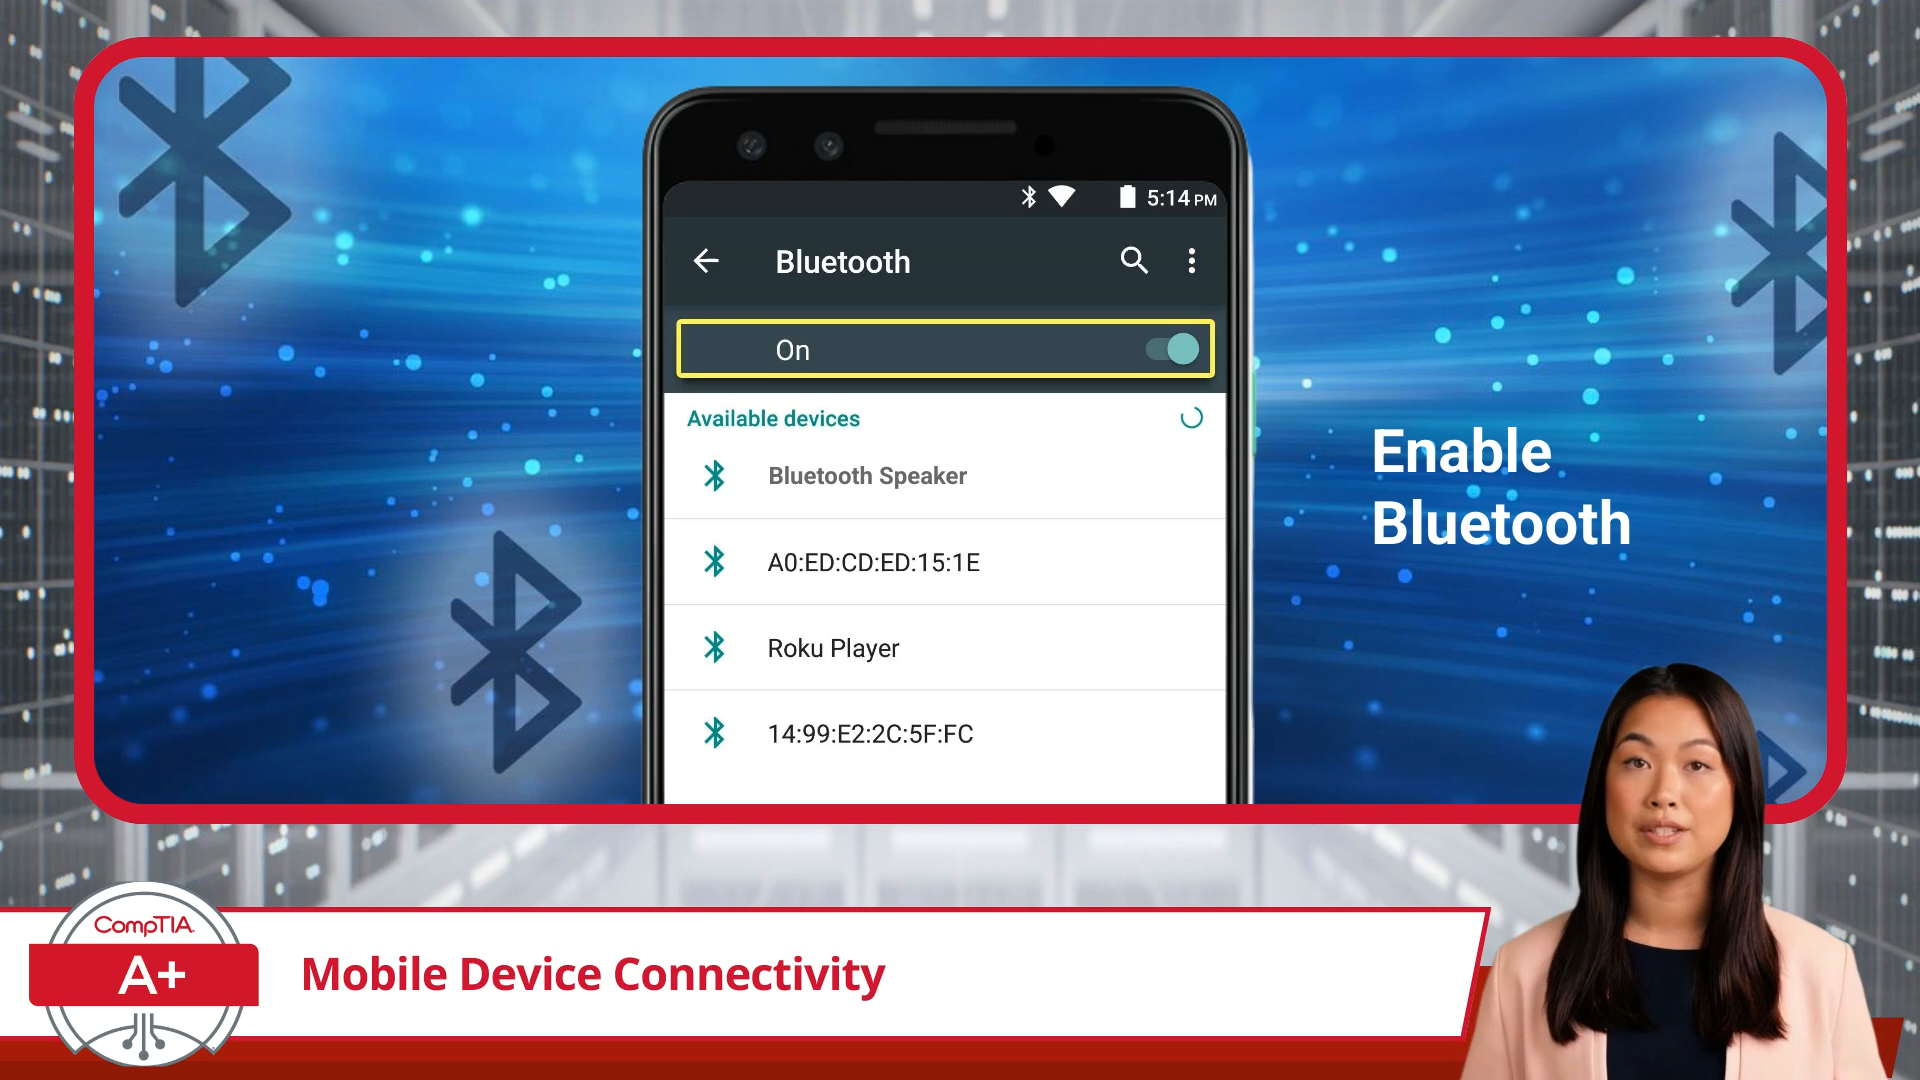 5:14 PM
Bluetooth
On
Available devices
Bluetooth Speaker
A0:ED:CD:ED:15:1E
Roku Player
14:99:E2:2C:5F:FC
Enable
Bluetooth
CompTIA.
A+
Mobile Device Connectivity